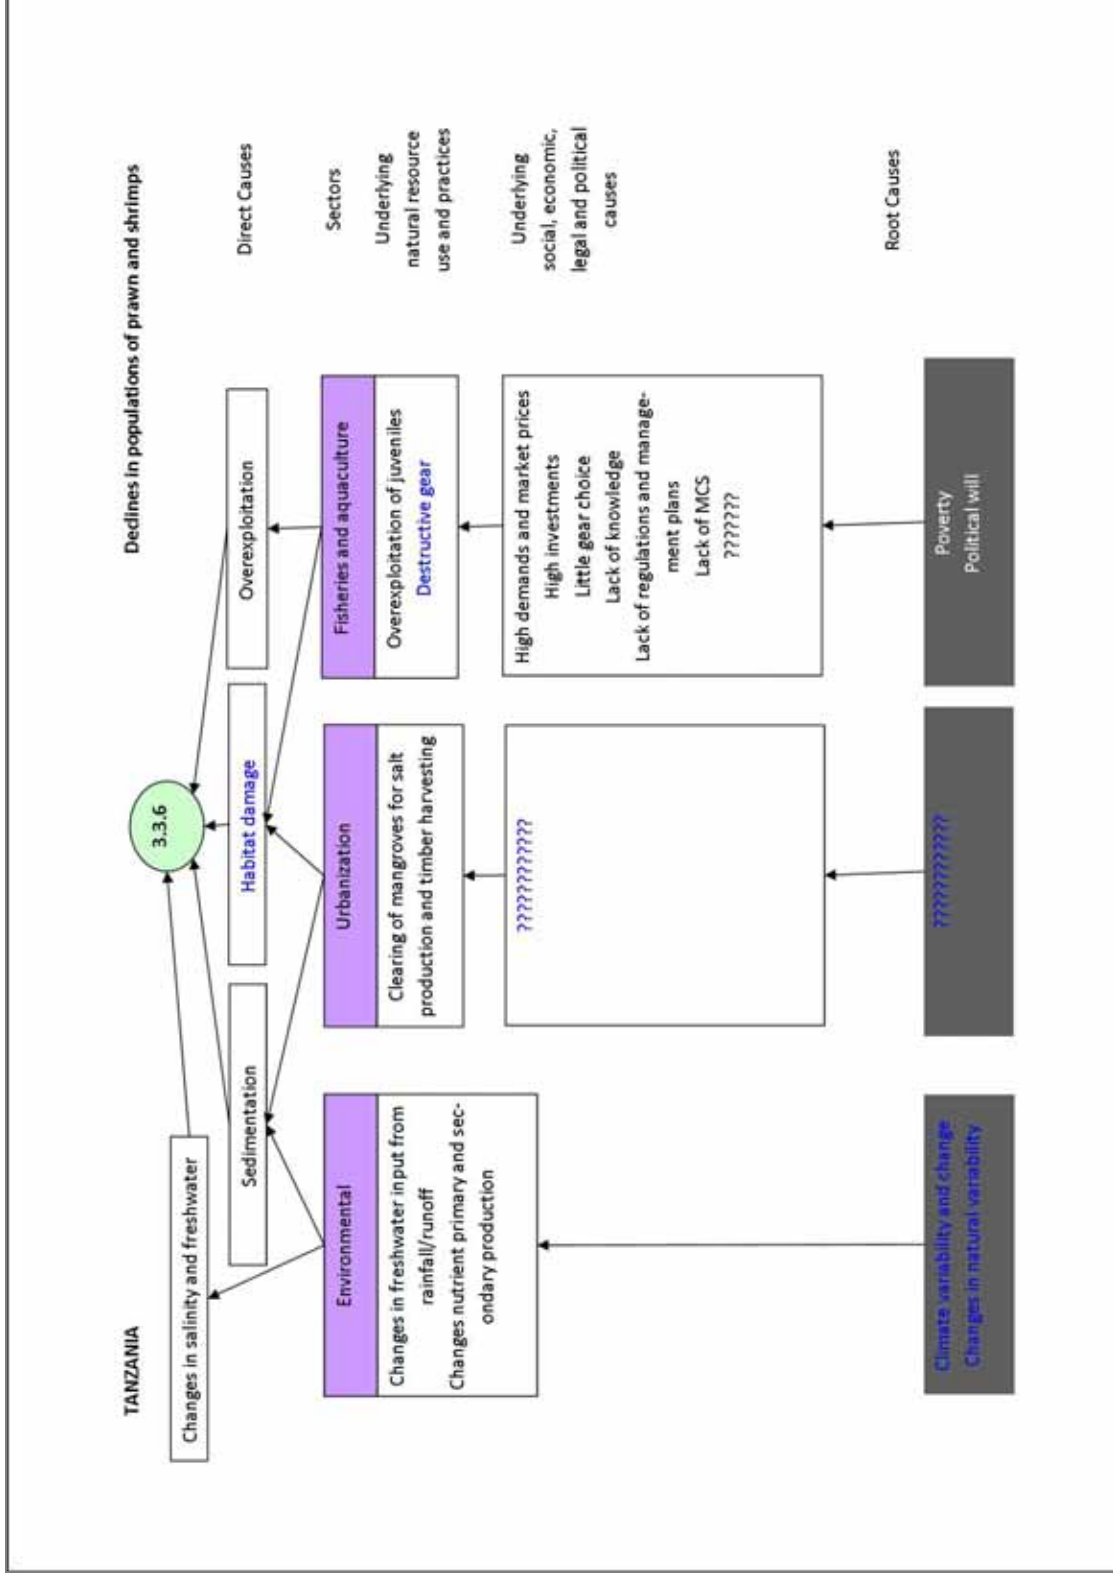 TANZANIA
Declines in populations of prawn and shrimps
3.3.6
Changes in salinity and freshwater
Sedimentation
Habitat damage
Overexploitation
Direct Causes
Environmental
Urbanization
Fisheries and aquaculture
Sectors
Changes in freshwater input from
rainfall/runoff
Changes nutrient primary and sec-
ondary production
Clearing of mangroves for salt
production and timber harvesting
Overexploitation of juveniles
Destructive gear
Underlying
natural resource
use and practices
????????????
High demands and market prices
High investments
Little gear choice
Lack of knowledge
Lack of regulations and manage-
ment plans
Lack of MCS
???????
Underlying
social, economic,
legal and political
causes
Climate variability and change
Changes in natural variability
????????????
Poverty
Political will
Root Causes